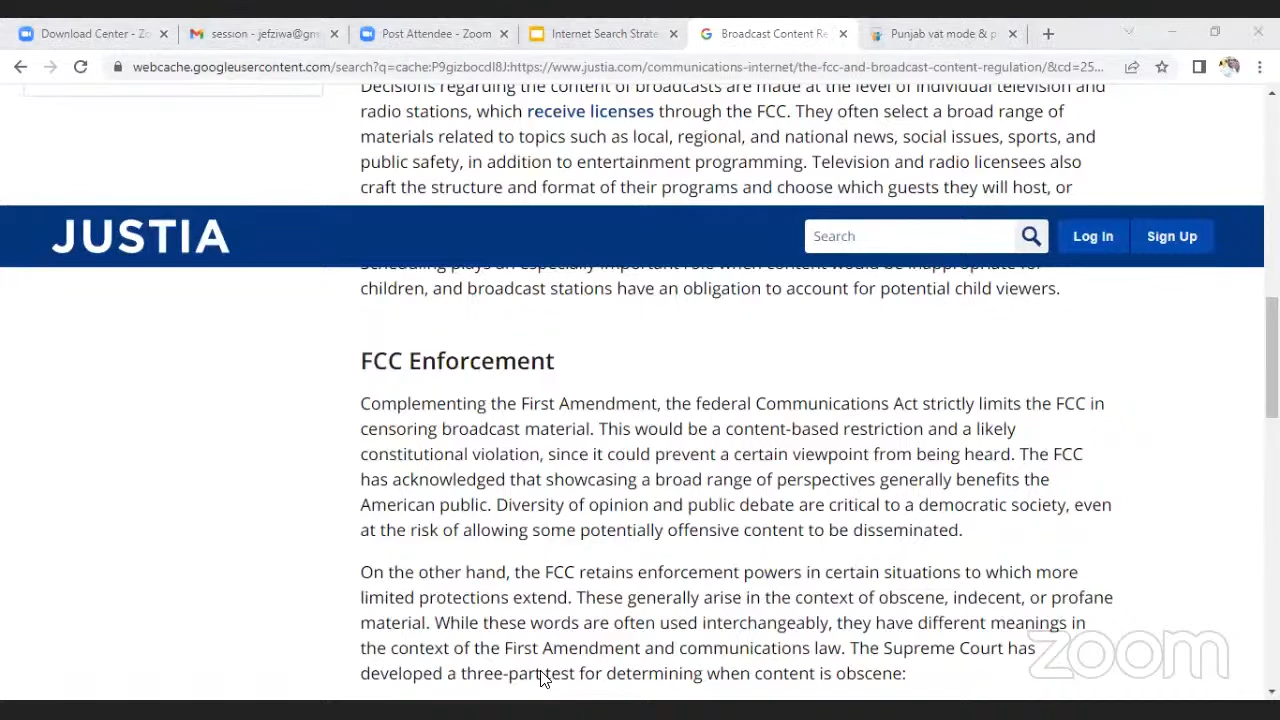 Download Center - Zo
session - jefziwa@gm
Post Attendee - Zoom
Internet Search Strate
Broadcast Content Re
Punjab vat mode & p
webcache.googleusercontent.com/search?q=cache:P9gizbocdI8J:https://www.justia.com/communications-internet/the-fcc-and-broadcast-content-regulation/&cd=25...
Decisions regarding the content of broadcasts are made at the level of individual television and
radio stations, which receive licenses through the FCC. They often select a broad range of
materials related to topics such as local, regional, and national news, social issues, sports, and
public safety, in addition to entertainment programming. Television and radio licensees also
craft the structure and format of their programs and choose which guests they will host, or
JUSTIA
Search
Log In
Sign Up
Scheduling plays an especially important role when content would be inappropriate for
children, and broadcast stations have an obligation to account for potential child viewers.
FCC Enforcement
Complementing the First Amendment, the federal Communications Act strictly limits the FCC in
censoring broadcast material. This would be a content-based restriction and a likely
constitutional violation, since it could prevent a certain viewpoint from being heard. The FCC
has acknowledged that showcasing a broad range of perspectives generally benefits the
American public. Diversity of opinion and public debate are critical to a democratic society, even
at the risk of allowing some potentially offensive content to be disseminated.
On the other hand, the FCC retains enforcement powers in certain situations to which more
limited protections extend. These generally arise in the context of obscene, indecent, or profane
material. While these words are often used interchangeably, they have different meanings in
the context of the First Amendment and communications law. The Supreme Court has
developed a three-part test for determining when content is obscene:
zoom